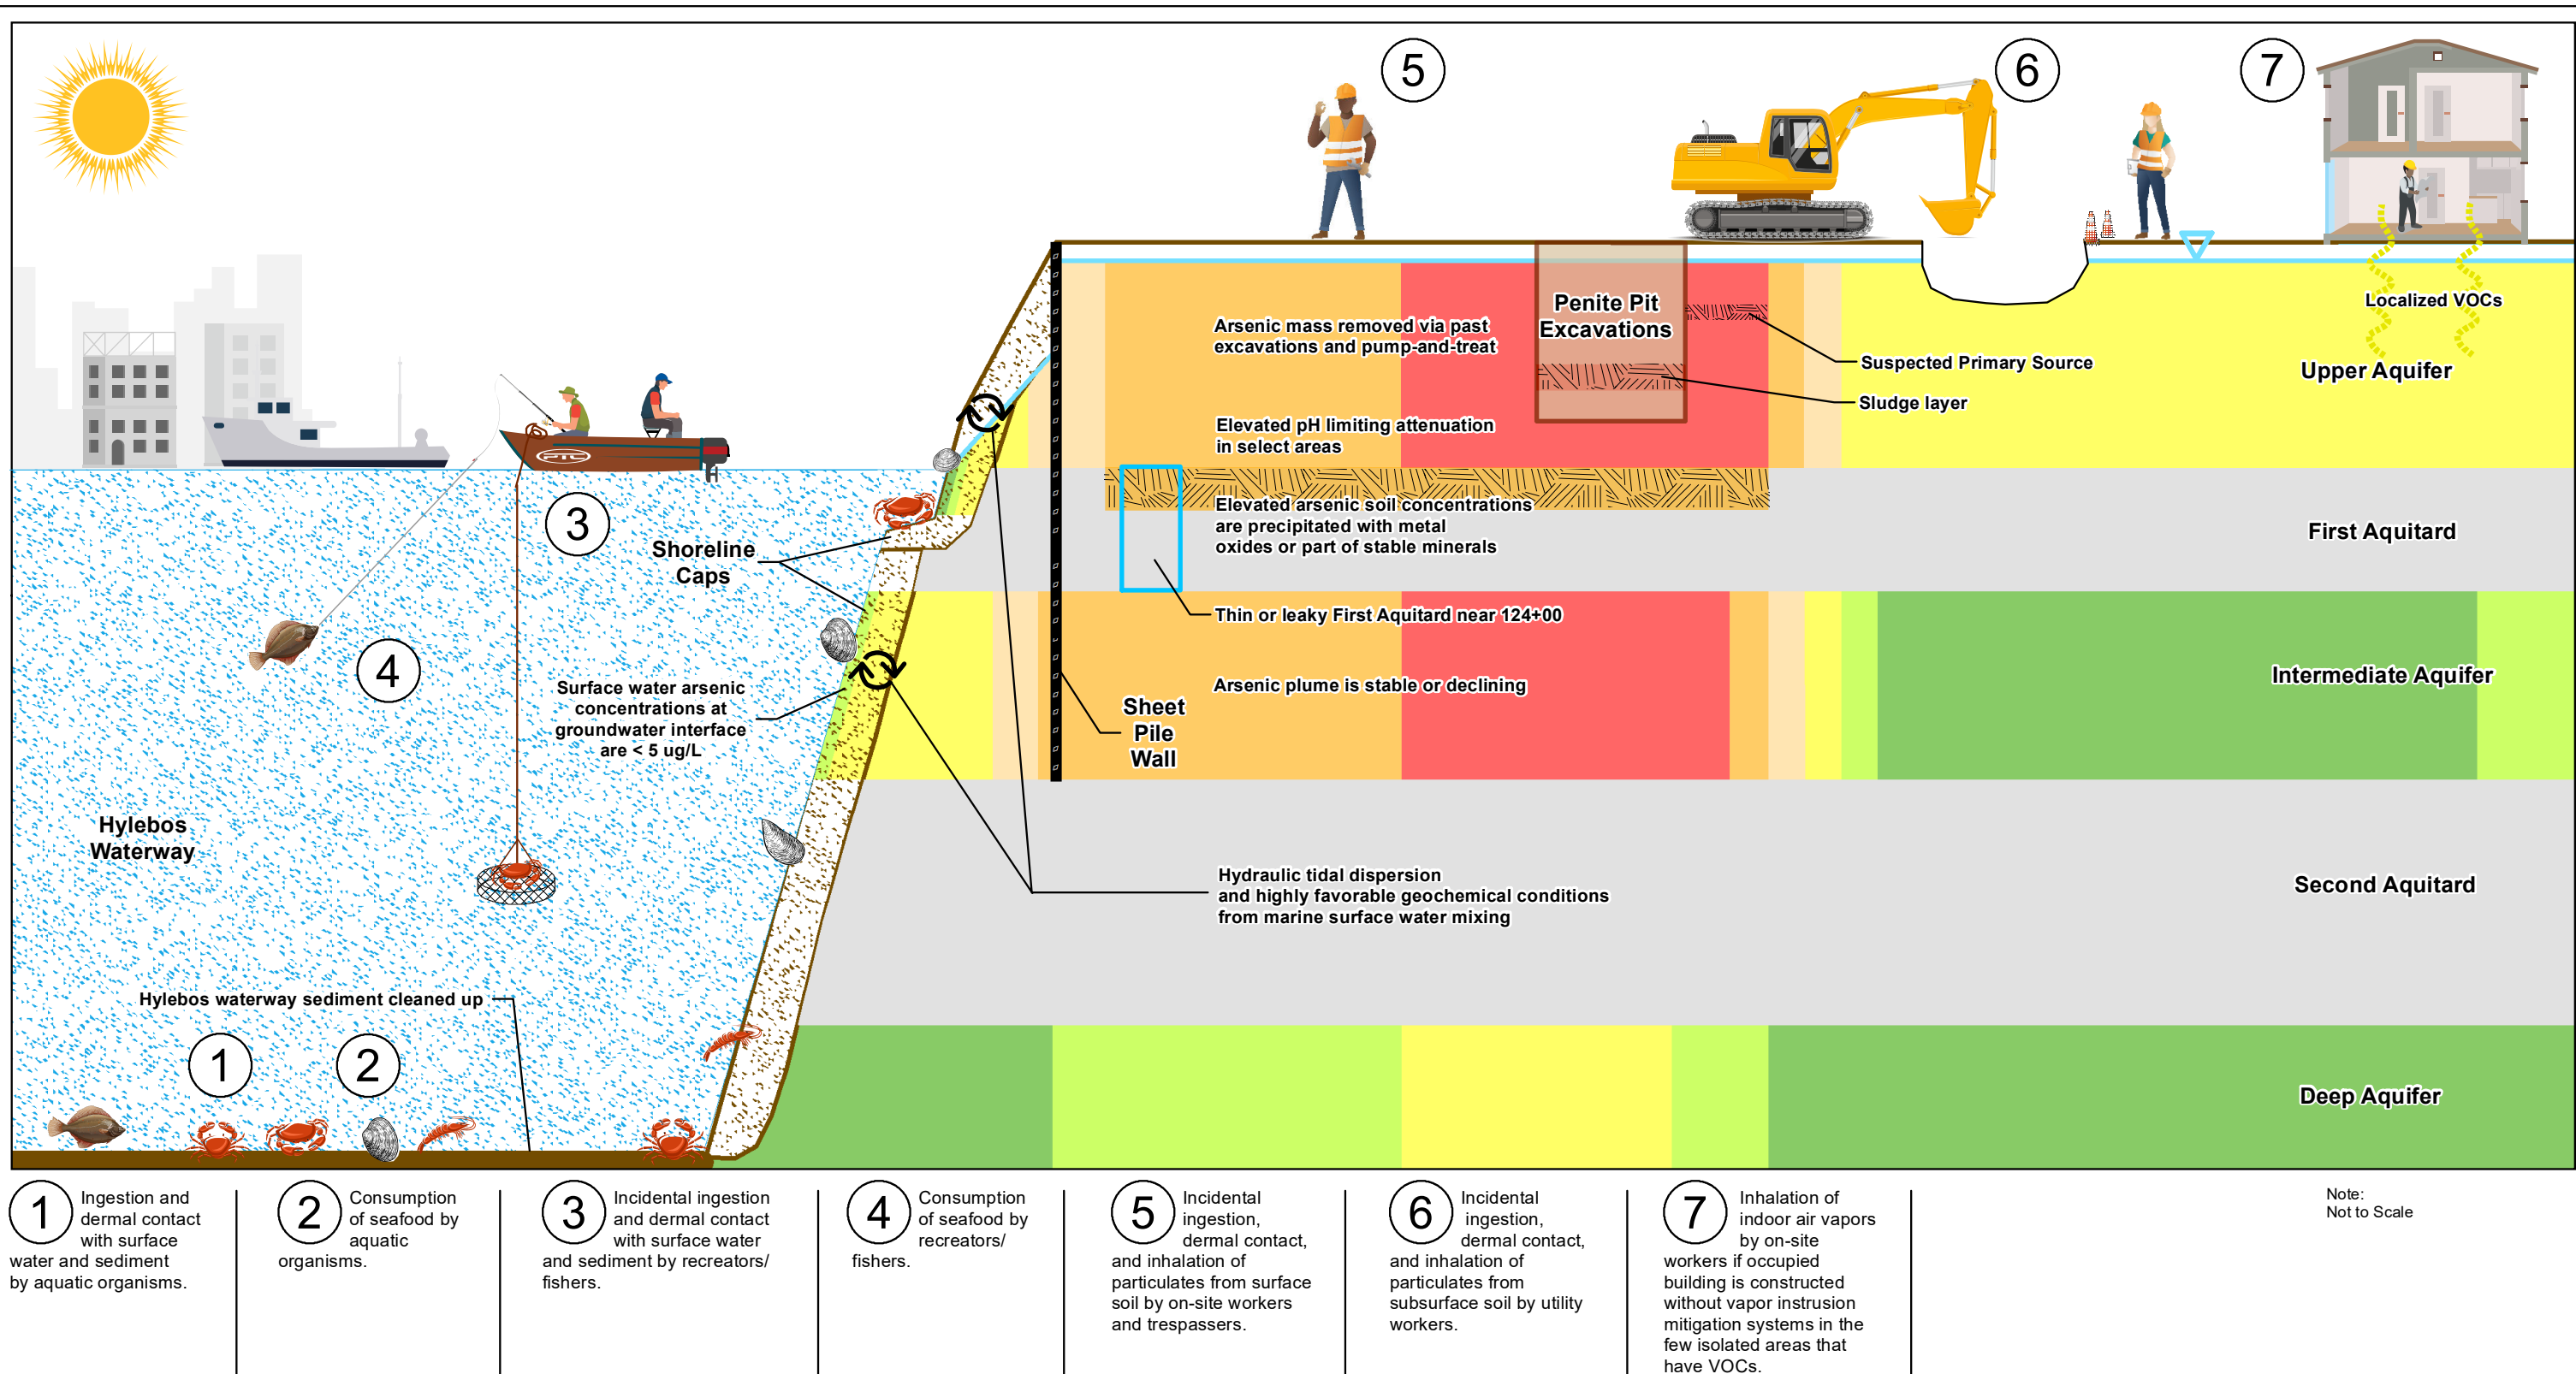 5
6
7
Penite Pit
Excavations
Arsenic mass removed via past
excavations and pump-and-treat
Localized VOCs
Suspected Primary Source
Upper Aquifer
Sludge layer
Elevated pH limiting attenuation
in select areas
PTC
3
Shoreline
Caps
Elevated arsenic soil concentrations
are precipitated with metal
oxides or part of stable minerals
First Aquitard
Thin or leaky First Aquitard near 124+00
4
Surface water arsenic
concentrations at
groundwater interface
are < 5 ug/L
Arsenic plume is stable or declining
Intermediate Aquifer
Sheet
Pile
Wall
Hylebos
Waterway
Hydraulic tidal dispersion
and highly favorable geochemical conditions
from marine surface water mixing
Second Aquitard
Hylebos waterway sediment cleaned up
1
2
Deep Aquifer
1 Ingestion and
dermal contact
with surface
water and sediment
by aquatic organisms.
2 Consumption
of seafood by
aquatic
organisms.
3 Incidental ingestion
and dermal contact
with surface water
and sediment by recreators/
fishers.
4 Consumption
of seafood by
recreators/
fishers.
5 Incidental
ingestion,
dermal contact,
and inhalation of
particulates from surface
soil by on-site workers
and trespassers.
6 Incidental
ingestion,
dermal contact,
and inhalation of
particulates from
subsurface soil by utility
workers.
7 Inhalation of
indoor air vapors
by on-site
workers if occupied
building is constructed
without vapor instrusion
mitigation systems in the
few isolated areas that
have VOCs.
Note:
Not to Scale